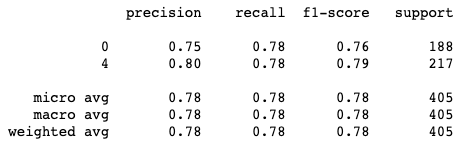 precision recall f1-score support
0 0.75 0.78 0.76 188
4 0.80 0.78 0.79 217
micro avg 0.78 0.78 0.78 405
macro avg 0.78 0.78 0.78 405
weighted avg 0.78 0.78 0.78 405